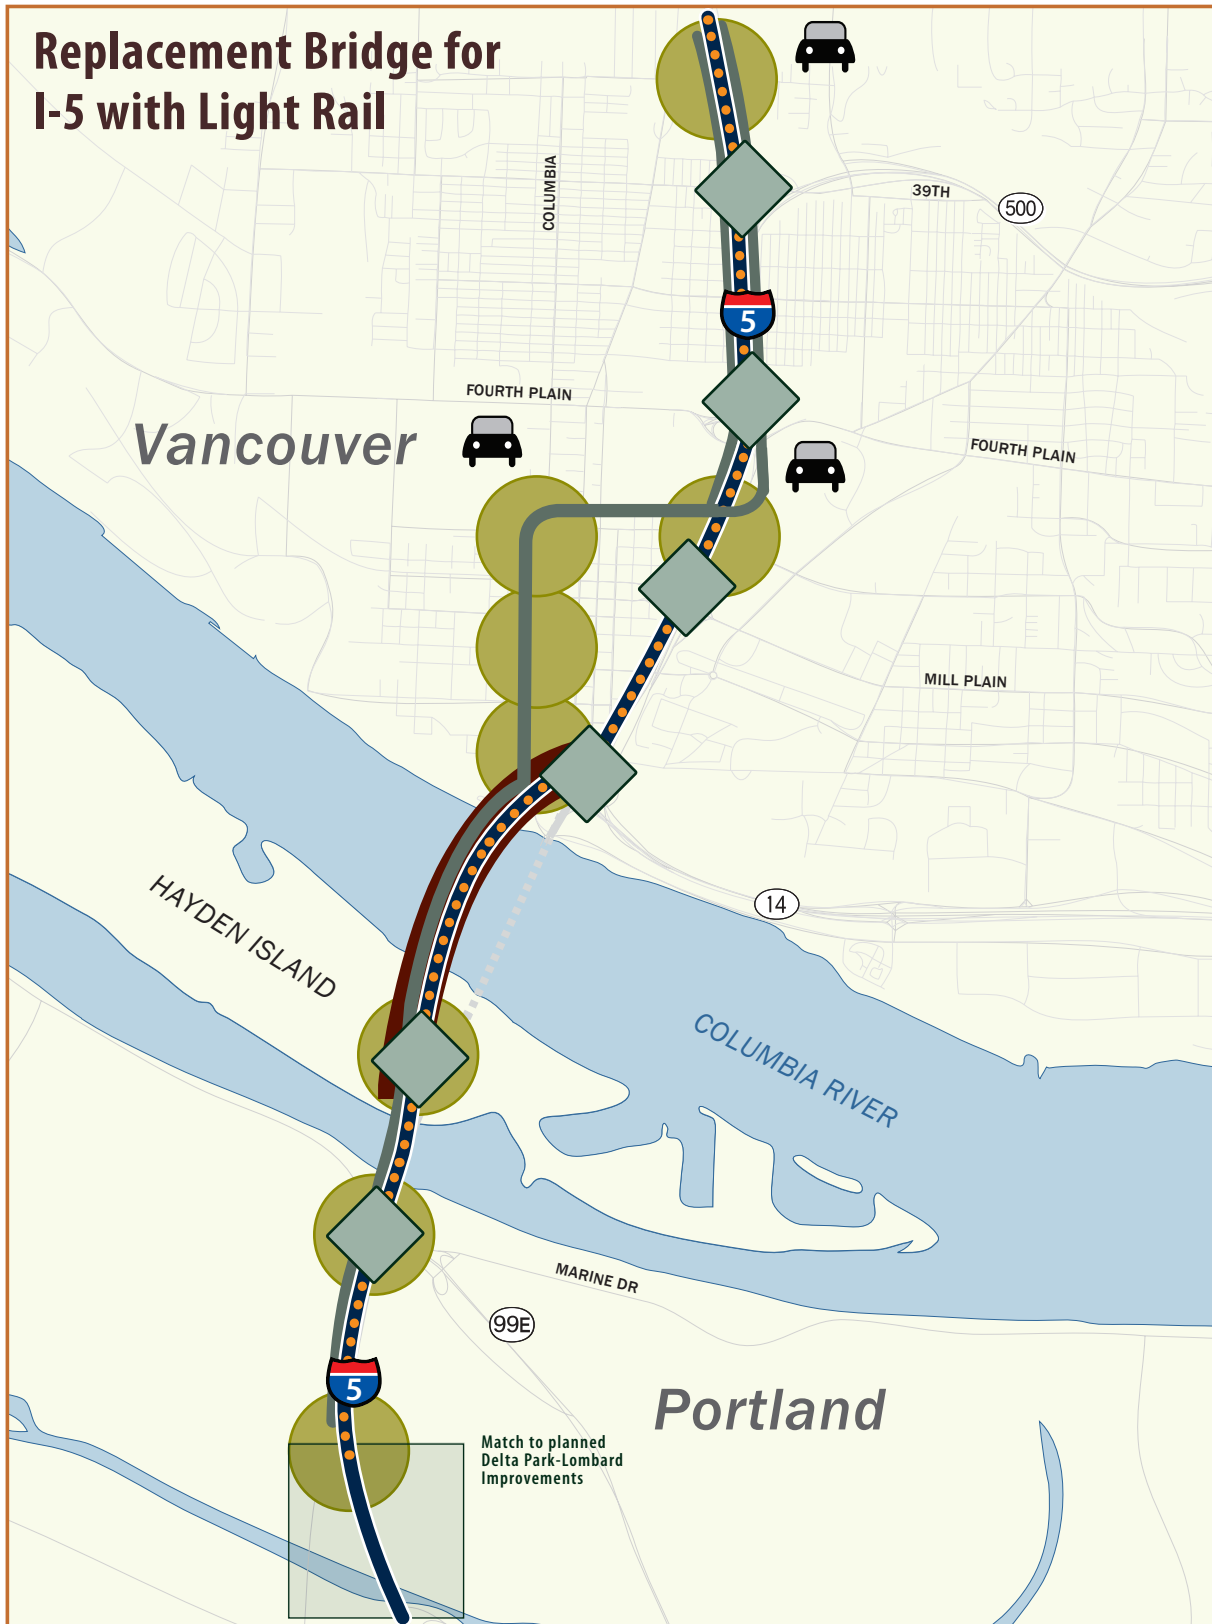 Replacement Bridge for
I-5 with Light Rail
COLUMBIA
39TH
500
5
FOURTH PLAIN
Vancouver
FOURTH PLAIN
MILL PLAIN
HAYDEN ISLAND
14
COLUMBIA RIVER
MARINE DR
99E
5
Portland
Match to planned
Delta Park-Lombard
Improvements